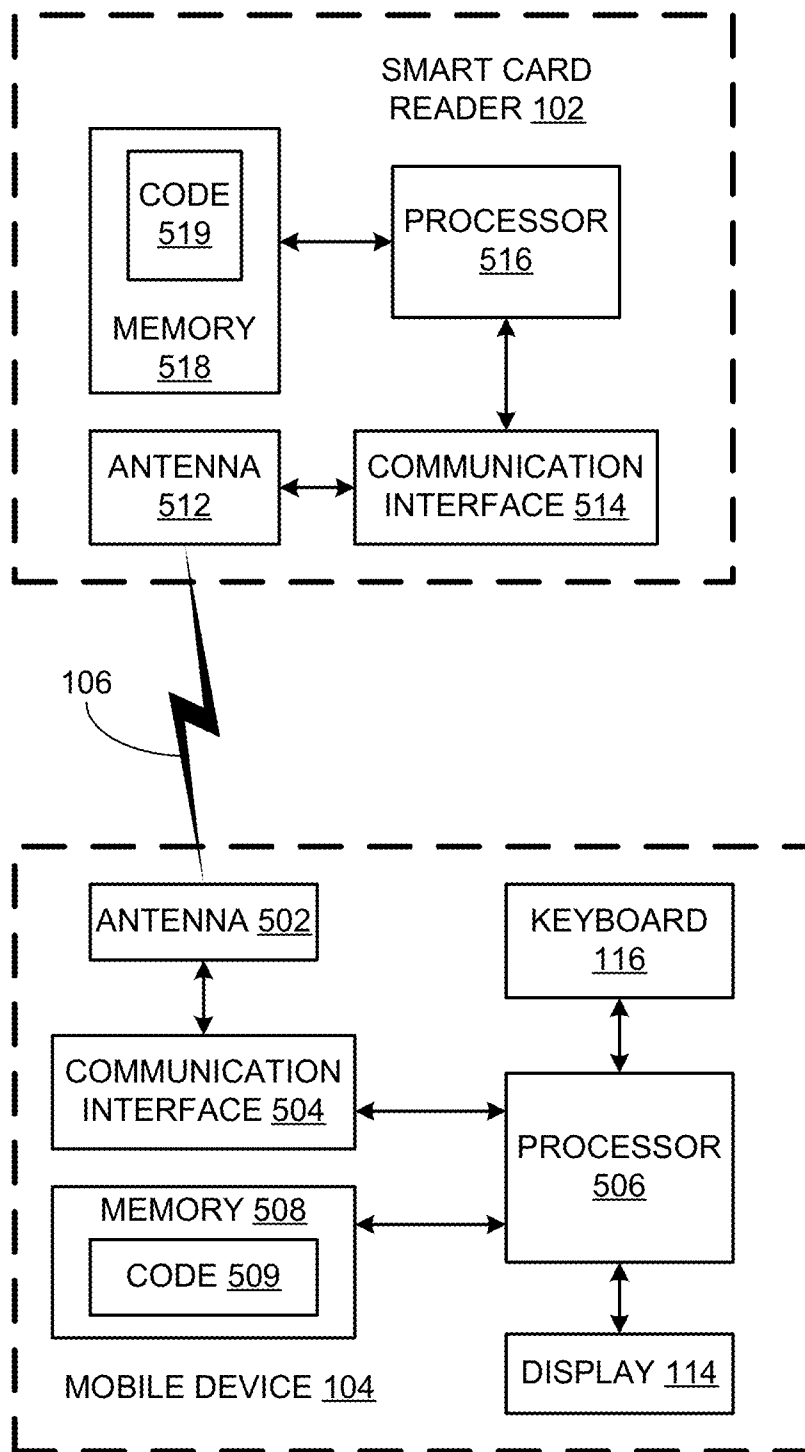 SMART CARD
READER 102
CODE
519
MEMORY
518
PROCESSOR
516
ANTENNA
512
COMMUNICATION
INTERFACE 514
106
ANTENNA 502
KEYBOARD
116
COMMUNICATION
INTERFACE 504
PROCESSOR
506
MEMORY 508
CODE 509
MOBILE DEVICE 104
DISPLAY 114